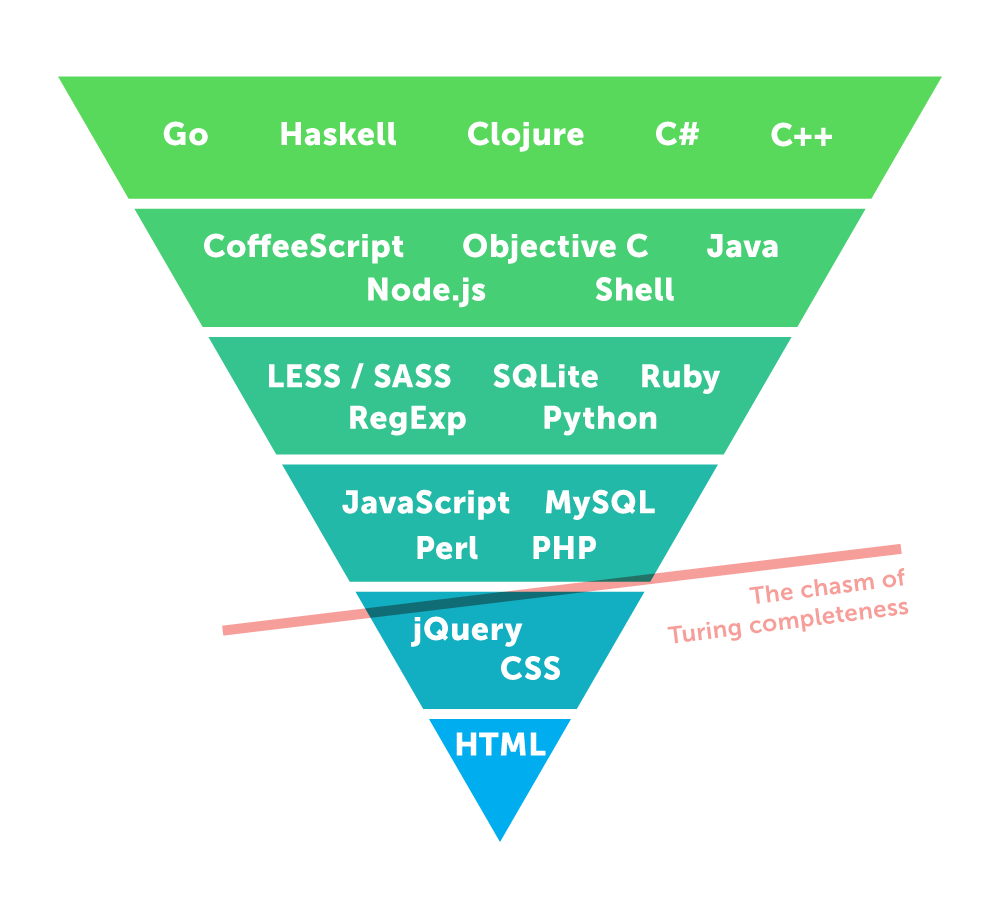 Go Haskell Clojure C# C++
CoffeeScript Objective C Java
Node.js Shell
LESS / SASS SQLite Ruby
RegExp Python
JavaScript MySQL
Perl PHP
The chasm of
Turing completeness
jQuery
CSS
HTML